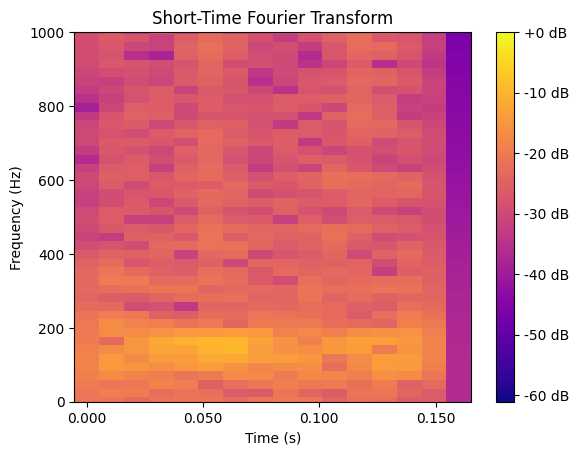 Short-Time Fourier Transform
1000
800
600
400
200
0
Frequency (Hz)
0.000
0.050
0.100
0.150
Time (s)
+0 dB
-10 dB
-20 dB
-30 dB
-40 dB
-50 dB
-60 dB